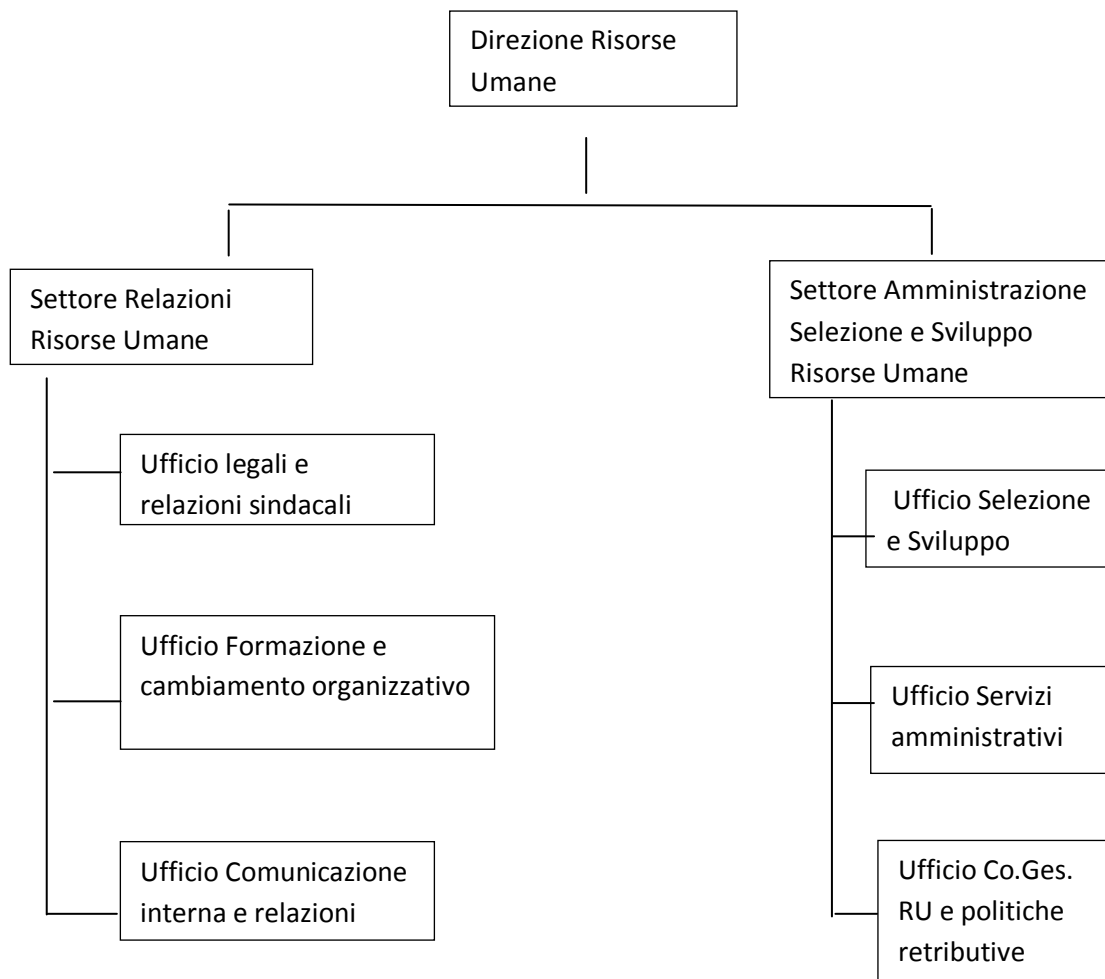 Direzione Risorse
Umane
Settore Relazioni
Risorse Umane
Ufficio legali e
relazioni sindacali
Ufficio Formazione e
cambiamento organizzativo
Ufficio Comunicazione
interna e relazioni
Settore Amministrazione
Selezione e Sviluppo
Risorse Umane
Ufficio Selezione
e Sviluppo
Ufficio Servizi
amministrativi
Ufficio Co.Ges.
RU e politiche
retributive